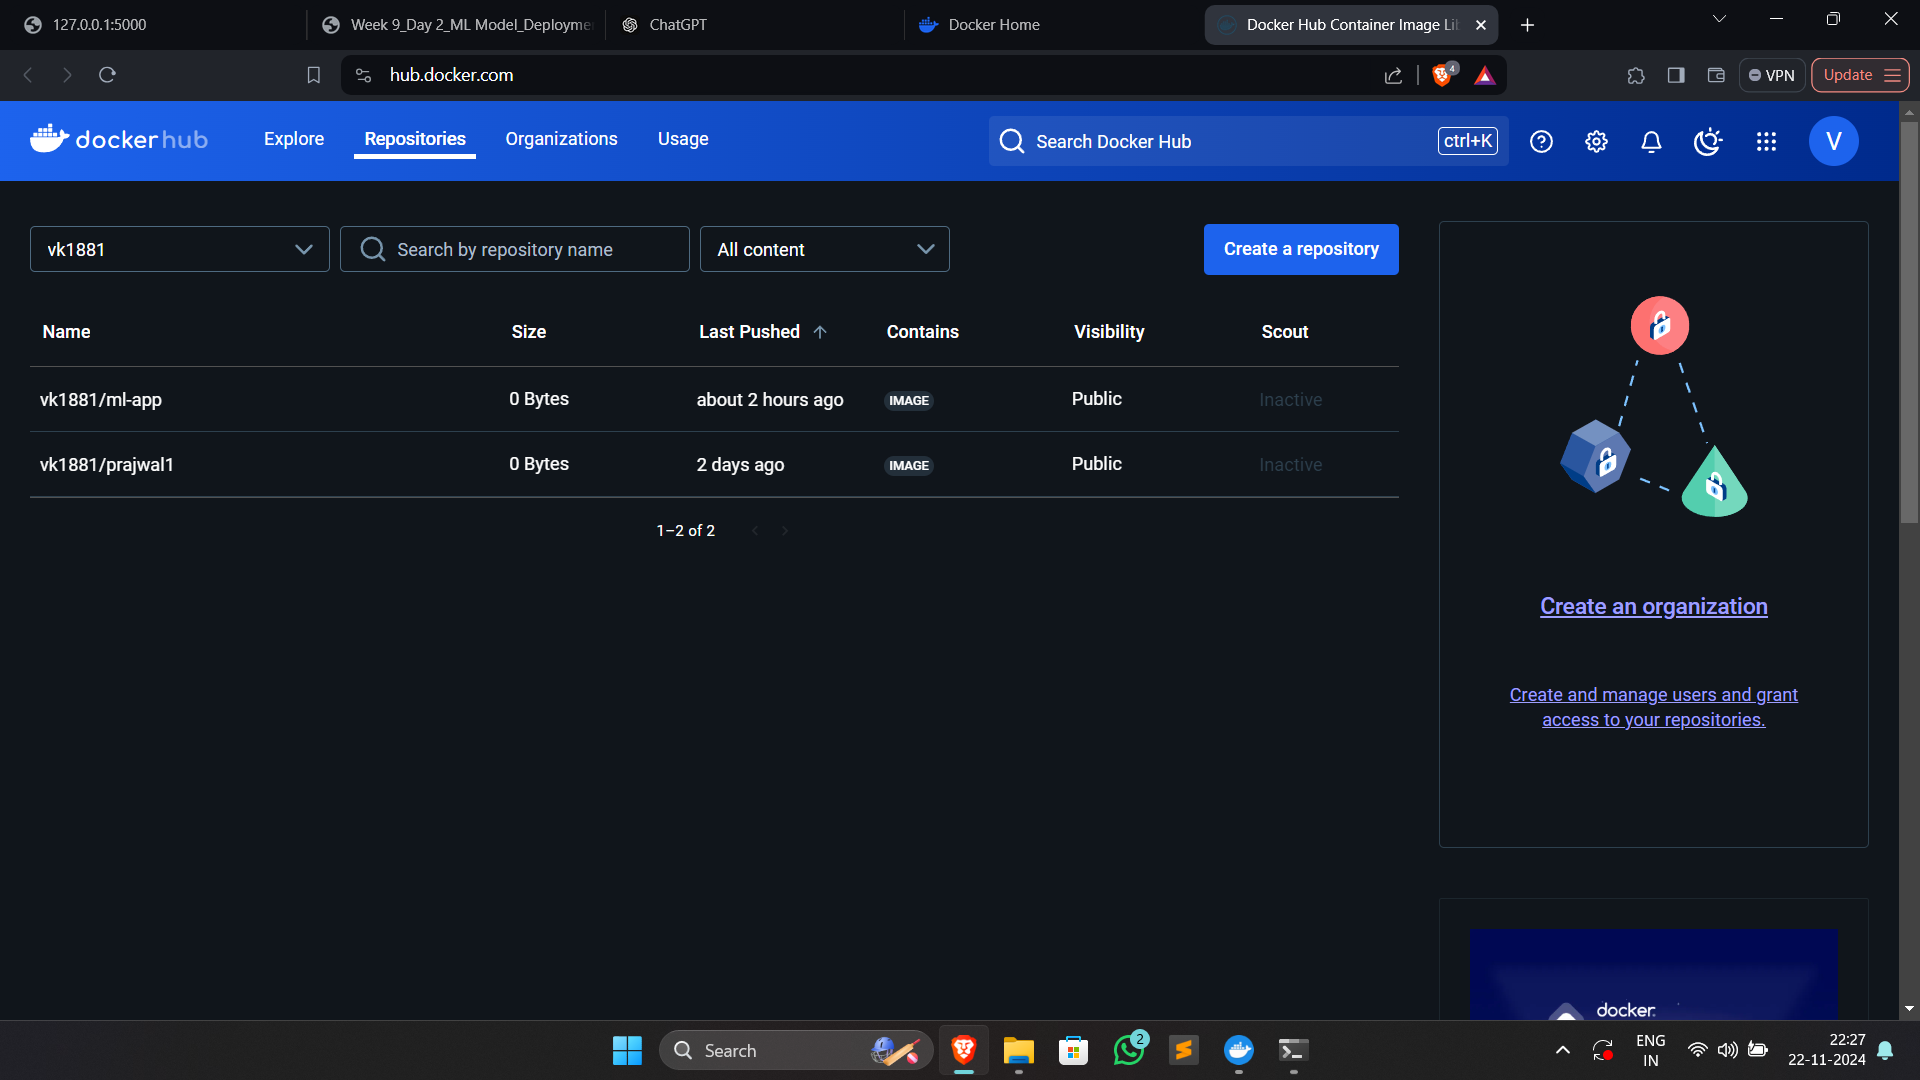 127.0.0.1:5000
Week 9_Day 2_ML Model_Deployme
ChatGPT
Docker Home
Docker Hub Container Image Li
hub.docker.com
4
VPN
Update
docker hub
Explore
Repositories
Organizations
Usage
Search Docker Hub
ctrl+K
V
vk1881
Search by repository name
All content
Create a repository
Name Size Last Pushed Contains Visibility Scout
vk1881/ml-app 0 Bytes about 2 hours ago IMAGE Public Inactive
vk1881/prajwal1 0 Bytes 2 days ago IMAGE Public Inactive
1–2 of 2
Create an organization
Create and manage users and grant
access to your repositories.
docker
Search
2
ENG
IN
22:27
22-11-2024